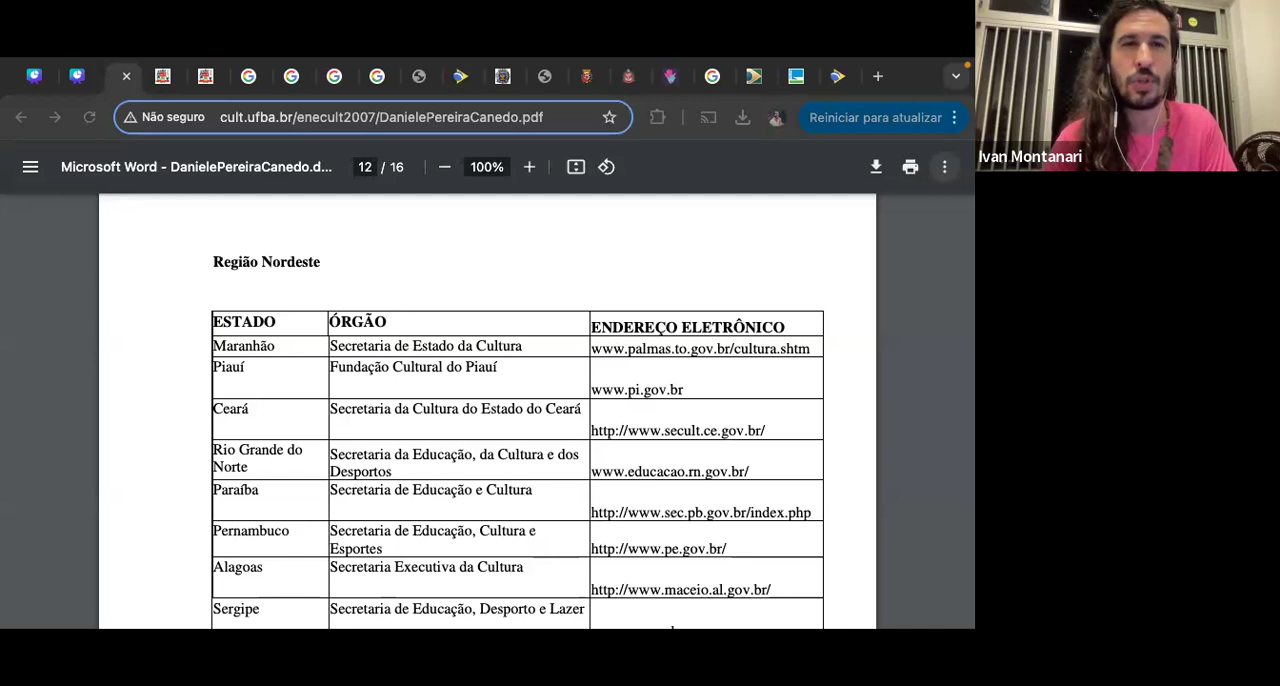 Não seguro
cult.ufba.br/enecult2007/DanielePereiraCanedo.pdf
Reiniciar para atualizar
Ivan Montanari
Microsoft Word - DanielePereiraCanedo.d...
12 / 16
100%
Região Nordeste
ESTADO ÓRGÃO ENDEREÇO ELETRÔNICO
Maranhão Secretaria de Estado da Cultura www.palmas.to.gov.br/cultura.shtm
Piauí Fundação Cultural do Piauí
www.pi.gov.br
Ceará Secretaria da Cultura do Estado do Ceará
http://www.secult.ce.gov.br/
Rio Grande do Secretaria da Educação, da Cultura e dos
Norte Desportos www.educacao.rn.gov.br/
Paraíba Secretaria de Educação e Cultura
http://www.sec.pb.gov.br/index.php
Pernambuco Secretaria de Educação, Cultura e
Esportes http://www.pe.gov.br/
Alagoas Secretaria Executiva da Cultura
http://www.maceio.al.gov.br/
Sergipe Secretaria de Educação, Desporto e Lazer